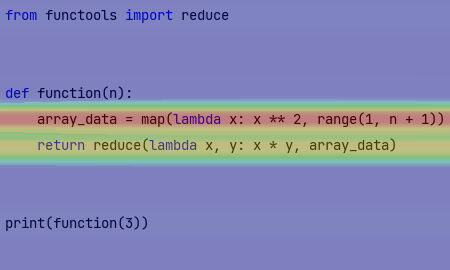 from functools import reduce
def function(n):
    array_data = map(lambda x: x ** 2, range(1, n + 1))
    return reduce(lambda x, y: x * y, array_data)
print(function(3))